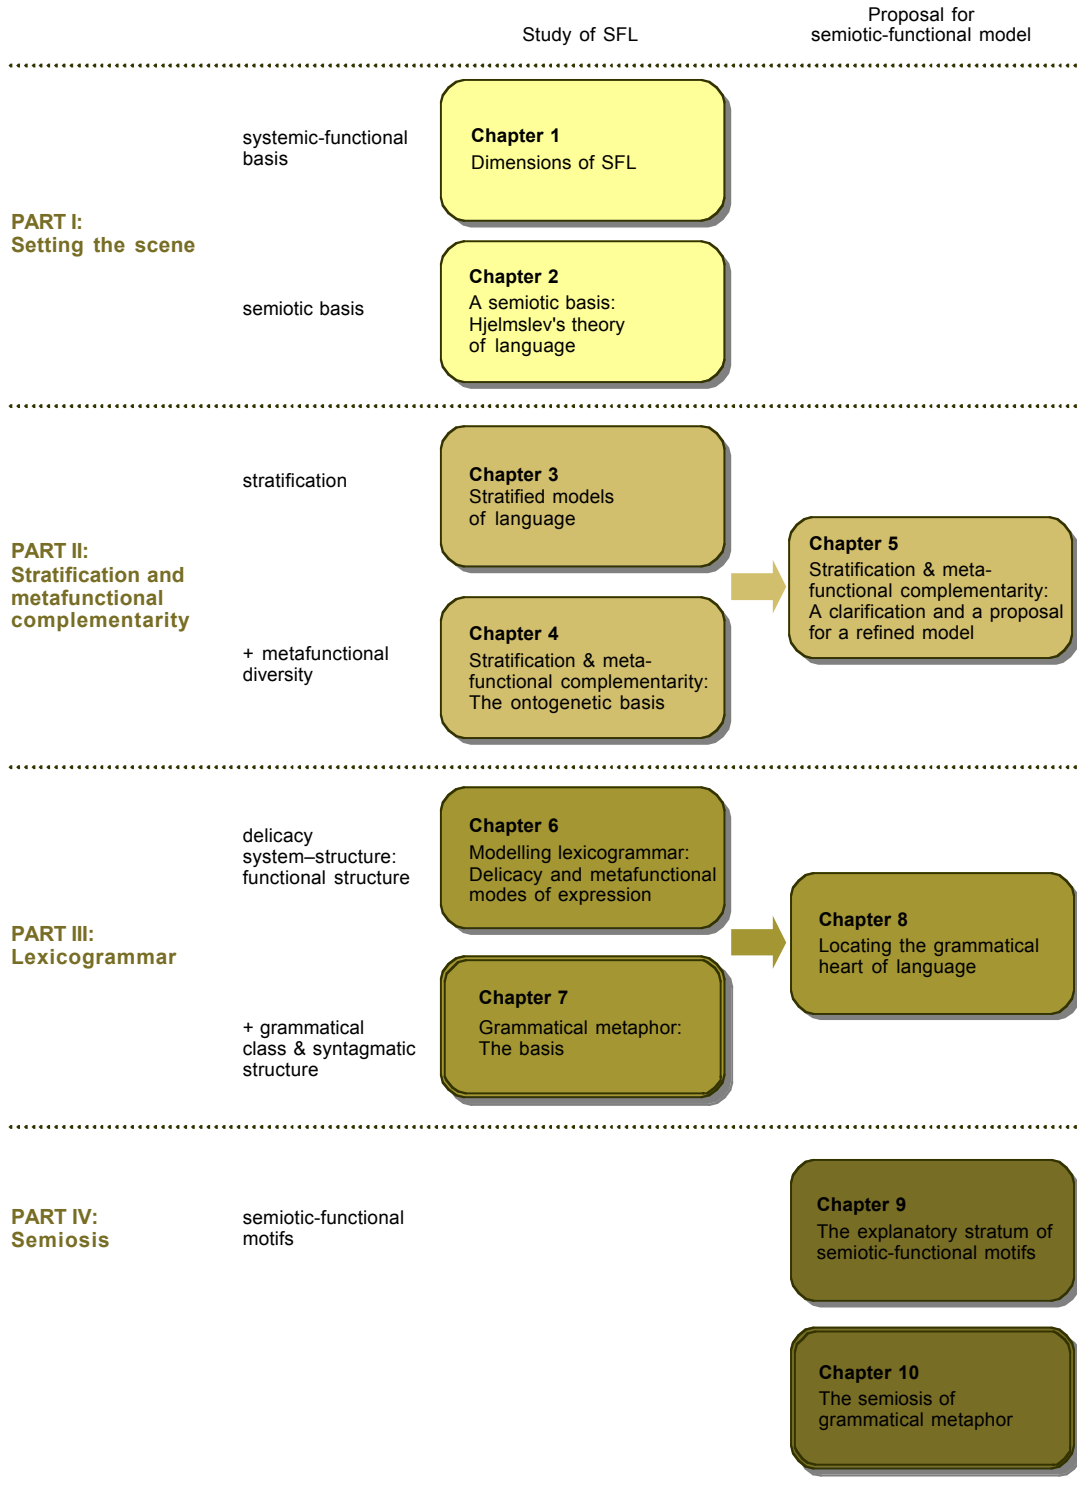 Study of SFL
Proposal for
semiotic-functional model
PART I:
Setting the scene
systemic-functional
basis
Chapter 1
Dimensions of SFL
semiotic basis
Chapter 2
A semiotic basis:
Hjelmslev's theory
of language
PART II:
Stratification and
metafunctional
complementarity
stratification
Chapter 3
Stratified models
of language
+ metafunctional
diversity
Chapter 4
Stratification & meta-
functional complementarity:
The ontogenetic basis
Chapter 5
Stratification & meta-
functional complementarity:
A clarification and a proposal
for a refined model
PART III:
Lexicogrammar
delicacy
system–structure:
functional structure
Chapter 6
Modelling lexicogrammar:
Delicacy and metafunctional
modes of expression
+ grammatical
class & syntagmatic
structure
Chapter 7
Grammatical metaphor:
The basis
Chapter 8
Locating the grammatical
heart of language
PART IV:
Semiosis
semiotic-functional
motifs
Chapter 9
The explanatory stratum of
semiotic-functional motifs
Chapter 10
The semiosis of
grammatical metaphor